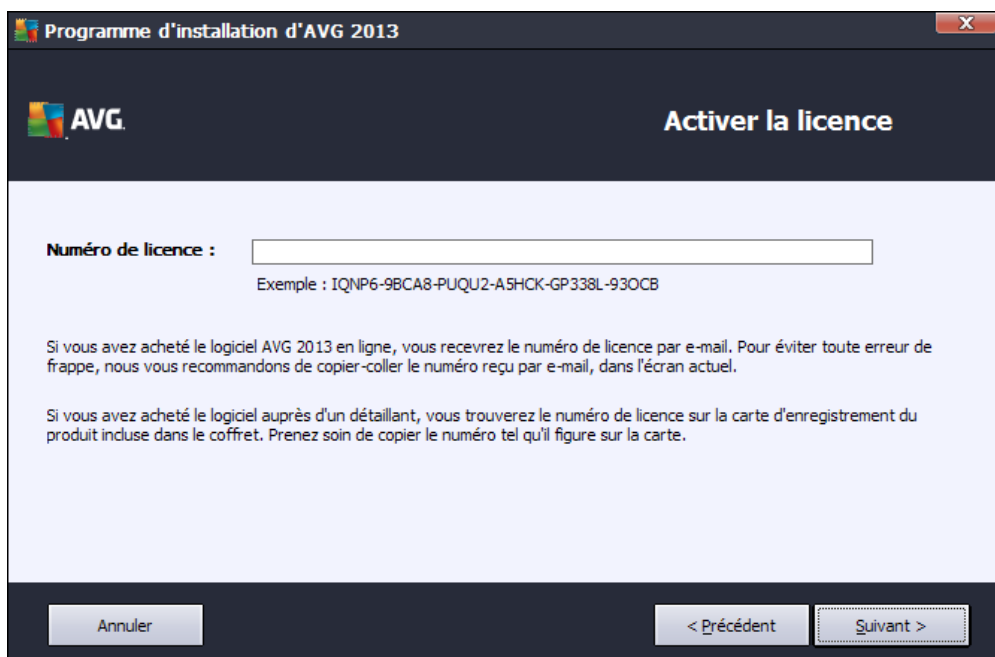 Programme d'installation d'AVG 2013
X
AVG.
Activer la licence
Numéro de licence :
Exemple : IQNP6-9BCA8-PUQU2-A5HCK-GP338L-93OCB
Si vous avez acheté le logiciel AVG 2013 en ligne, vous recevrez le numéro de licence par e-mail. Pour éviter toute erreur de
frappe, nous vous recommandons de copier-coller le numéro reçu par e-mail, dans l'écran actuel.
Si vous avez acheté le logiciel auprès d'un détaillant, vous trouverez le numéro de licence sur la carte d'enregistrement du
produit incluse dans le coffret. Prenez soin de copier le numéro tel qu'il figure sur la carte.
Annuler
< Précédent
Suivant >